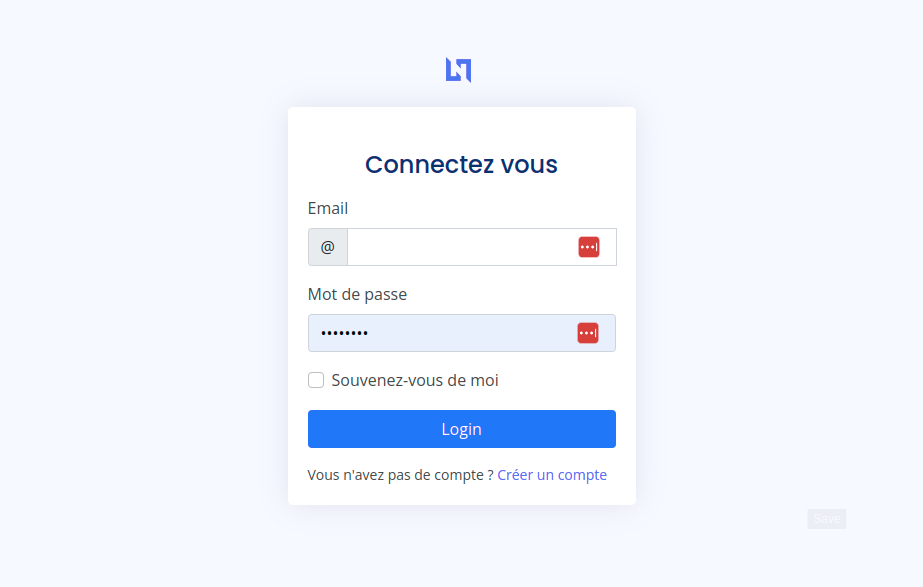 Connectez vous
Email
@
Mot de passe
••••••••
Souvenez-vous de moi
Login
Vous n'avez pas de compte ? Créer un compte
Save